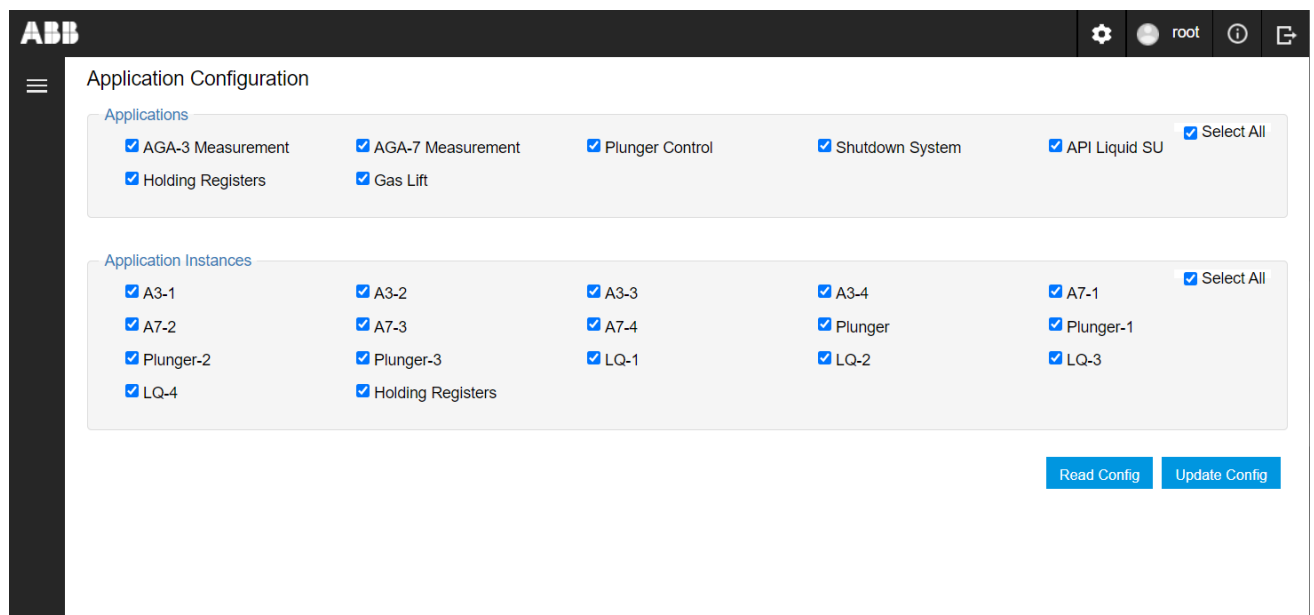 ABB
root
Application Configuration
Applications
Select All
AGA-3 Measurement AGA-7 Measurement Plunger Control Shutdown System API Liquid SU
Holding Registers Gas Lift
Application Instances
Select All
A3-1 A3-2 A3-3 A3-4 A7-1
A7-2 A7-3 A7-4 Plunger Plunger-1
Plunger-2 Plunger-3 LQ-1 LQ-2 LQ-3
LQ-4 Holding Registers
Read Config Update Config